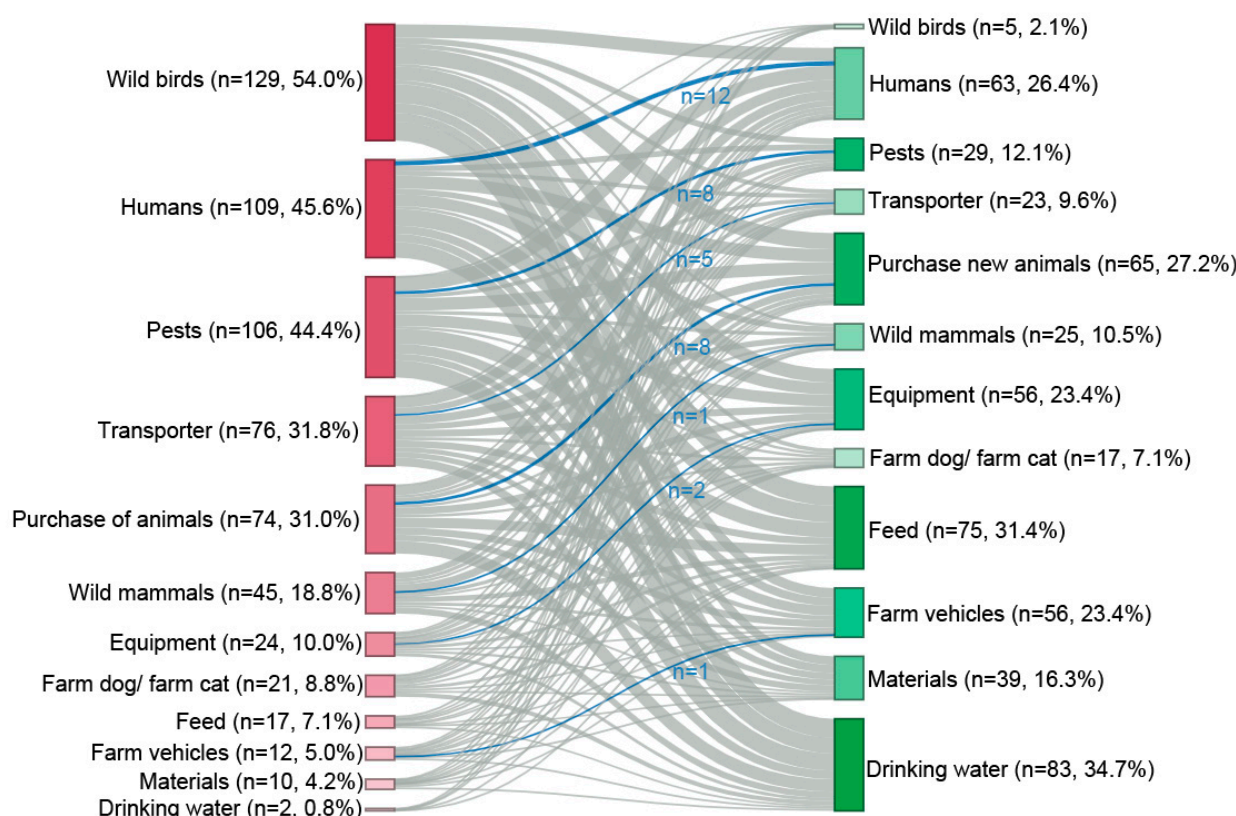 Wild birds (n=129, 54.0%)
Humans (n=109, 45.6%)
Pests (n=106, 44.4%)
Transporter (n=76, 31.8%)
Purchase of animals (n=74, 31.0%)
Wild mammals (n=45, 18.8%)
Equipment (n=24, 10.0%)
Farm dog/ farm cat (n=21, 8.8%)
Feed (n=17, 7.1%)
Farm vehicles (n=12, 5.0%)
Materials (n=10, 4.2%)
Drinking water (n=2, 0.8%)
n=12
n=8
n=5
n=8
n=1
n=2
n=1
Wild birds (n=5, 2.1%)
Humans (n=63, 26.4%)
Pests (n=29, 12.1%)
Transporter (n=23, 9.6%)
Purchase new animals (n=65, 27.2%)
Wild mammals (n=25, 10.5%)
Equipment (n=56, 23.4%)
Farm dog/ farm cat (n=17, 7.1%)
Feed (n=75, 31.4%)
Farm vehicles (n=56, 23.4%)
Materials (n=39, 16.3%)
Drinking water (n=83, 34.7%)